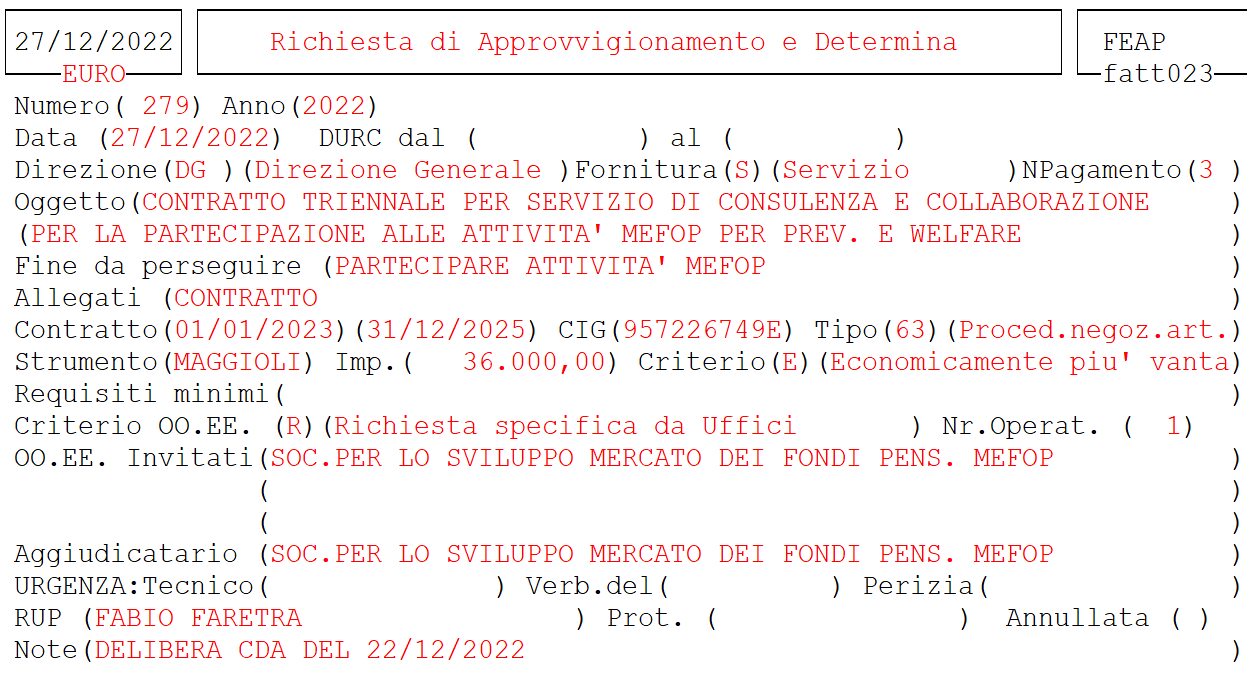 27/12/2022 Richiesta di Approvvigionamento e Determina FEAP
EURO fatt023
Numero( 279) Anno(2022)
Data (27/12/2022) DURC dal ( ) al ( )
Direzione(DG )(Direzione Generale )Fornitura(S)(Servizio )NPagamento(3 )
Oggetto(CONTRATTO TRIENNALE PER SERVIZIO DI CONSULENZA E COLLABORAZIONE )
(PER LA PARTECIPAZIONE ALLE ATTIVITA' MEFOP PER PREV. E WELFARE )
Fine da perseguire (PARTECIPARE ATTIVITA' MEFOP )
Allegati (CONTRATTO )
Contratto(01/01/2023)(31/12/2025) CIG(957226749E) Tipo(63)(Proced.negoz.art.)
Strumento(MAGGIOLI) Imp.( 36.000,00) Criterio(E)(Economicamente piu' vanta)
Requisiti minimi( )
Criterio OO.EE. (R)(Richiesta specifica da Uffici ) Nr.Operat. ( 1)
OO.EE. Invitati(SOC.PER LO SVILUPPO MERCATO DEI FONDI PENS. MEFOP )
( )
( )
Aggiudicatario (SOC.PER LO SVILUPPO MERCATO DEI FONDI PENS. MEFOP )
URGENZA:Tecnico( ) Verb.del( ) Perizia( )
RUP (FABIO FARETRA ) Prot. ( ) Annullata ( )
Note(DELIBERA CDA DEL 22/12/2022 )